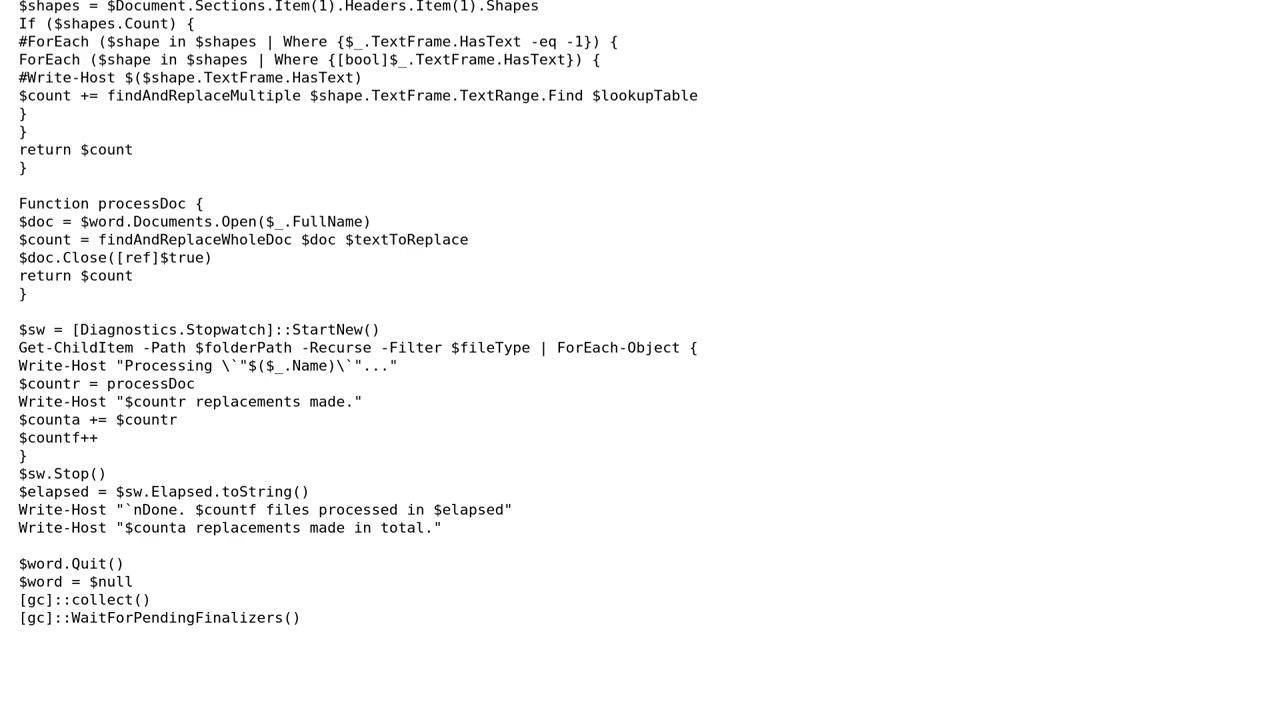 $shapes = $Document.Sections.Item(1).Headers.Item(1).Shapes
If ($shapes.Count) {
#ForEach ($shape in $shapes | Where {$_.TextFrame.HasText -eq -1}) {
ForEach ($shape in $shapes | Where {[bool]$_.TextFrame.HasText}) {
#Write-Host $($shape.TextFrame.HasText)
$count += findAndReplaceMultiple $shape.TextFrame.TextRange.Find $lookupTable
}
}
return $count
}

Function processDoc {
$doc = $word.Documents.Open($_.FullName)
$count = findAndReplaceWholeDoc $doc $textToReplace
$doc.Close([ref]$true)
return $count
}

$sw = [Diagnostics.Stopwatch]::StartNew()
Get-ChildItem -Path $folderPath -Recurse -Filter $fileType | ForEach-Object {
Write-Host "Processing \`"$($_.Name)\`"..."
$countr = processDoc
Write-Host "$countr replacements made."
$counta += $countr
$countf++
}
$sw.Stop()
$elapsed = $sw.Elapsed.toString()
Write-Host "`nDone. $countf files processed in $elapsed"
Write-Host "$counta replacements made in total."

$word.Quit()
$word = $null
[gc]::collect()
[gc]::WaitForPendingFinalizers()